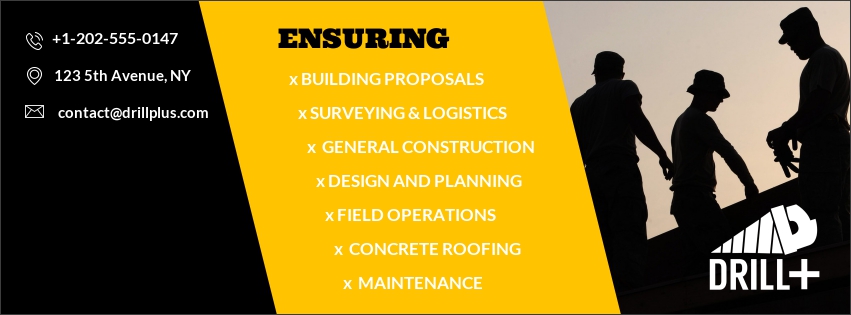 +1-202-555-0147
123 5th Avenue, NY
contact@drillplus.com
ENSURING
x BUILDING PROPOSALS
x SURVEYING & LOGISTICS
x GENERAL CONSTRUCTION
x DESIGN AND PLANNING
x FIELD OPERATIONS
x CONCRETE ROOFING
x MAINTENANCE
DRILL+